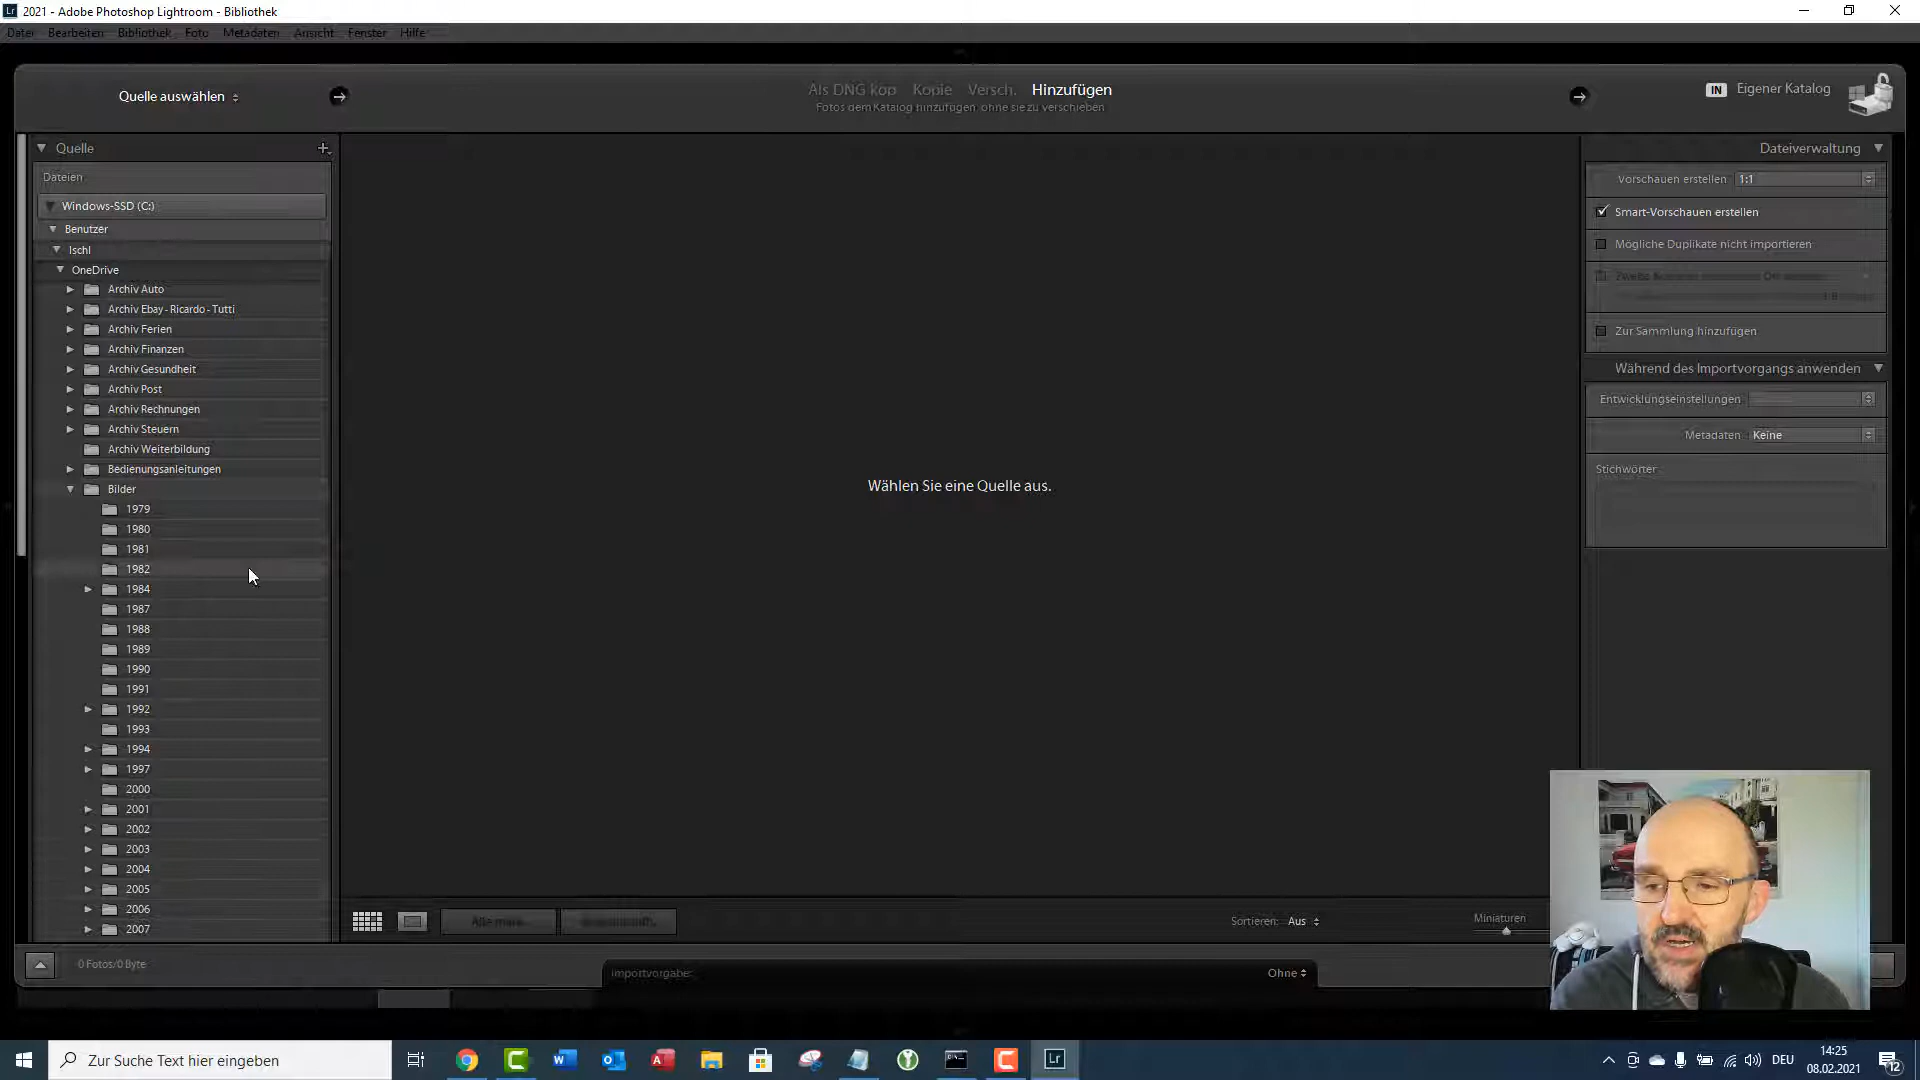 Lr 2021 - Adobe Photoshop Lightroom - Bibliothek
Datei Bearbeiten Bibliothek Foto Metadaten Ansicht Fenster Hilfe
Quelle auswählen
Als DNG kop Kopie Versch. Hinzufügen
Fotos dem Katalog hinzufügen, ohne sie zu verschieben
IN Eigener Katalog
Quelle
Dateien
Windows-SSD (C:)
Benutzer
Ischl
OneDrive
Archiv Auto
Archiv Ebay - Ricardo - Tutti
Archiv Ferien
Archiv Finanzen
Archiv Gesundheit
Archiv Post
Archiv Rechnungen
Archiv Steuern
Archiv Weiterbildung
Bedienungsanleitungen
Bilder
1979
1980
1981
1982
1984
1987
1988
1989
1990
1991
1992
1993
1994
1997
2000
2001
2002
2003
2004
2005
2006
2007
Wählen Sie eine Quelle aus.
Dateiverwaltung
Vorschauen erstellen 1:1
Smart-Vorschauen erstellen
Mögliche Duplikate nicht importieren
Zur Sammlung hinzufügen
Während des Importvorgangs anwenden
Entwicklungseinstellungen
Metadaten Keine
Stichwörter
Sortieren: Aus
Miniaturen
0 Fotos/0 Byte
Importvorgabe:
Ohne
Zur Suche Text hier eingeben
Lr
DEU
14:25
08.02.2021
12